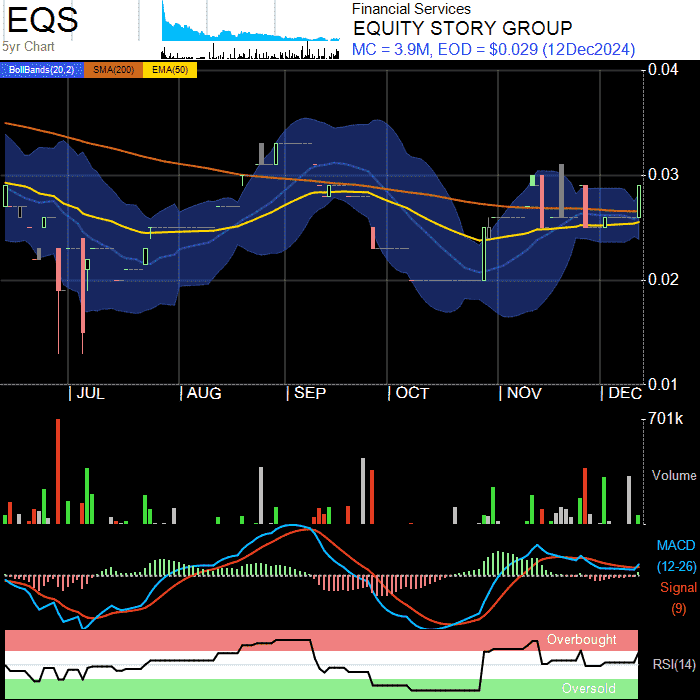 EQS
5yr Chart
Financial Services
EQUITY STORY GROUP
MC = 3.9M, EOD = $0.029 (12Dec2024)
BollBands(20,2) SMA(200) EMA(50)
0.04
0.03
0.02
0.01
JUL AUG SEP OCT NOV DEC
701k
Volume
MACD
(12-26)
Signal
(9)
Overbought
RSI(14)
Oversold